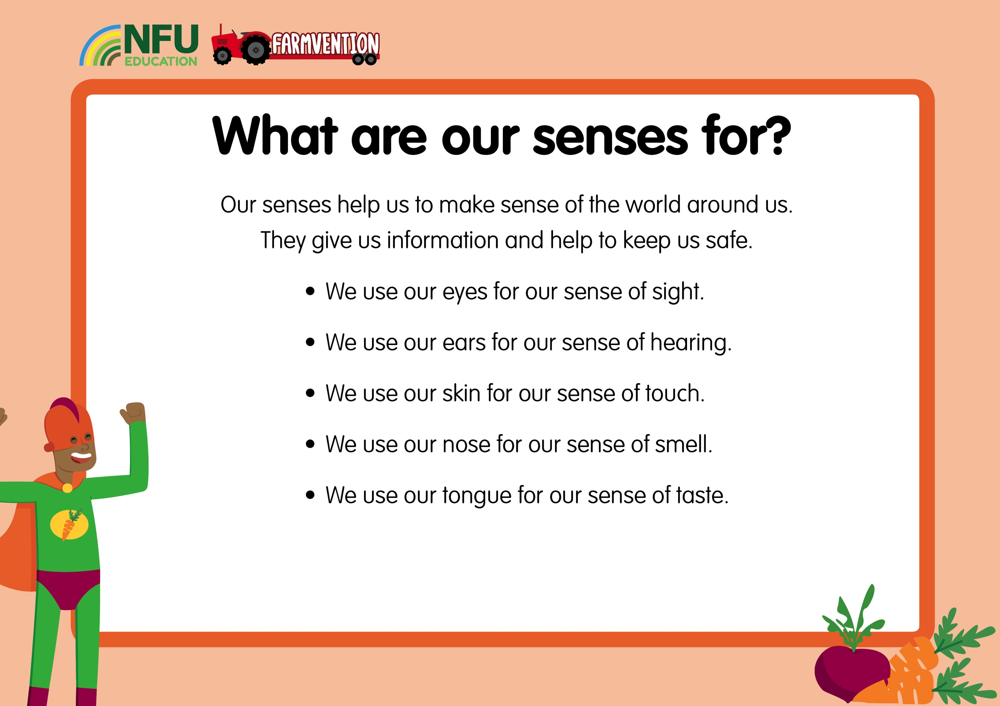 NFU
EDUCATION
FARMVENTION
What are our senses for?
Our senses help us to make sense of the world around us.
They give us information and help to keep us safe.
• We use our eyes for our sense of sight.
• We use our ears for our sense of hearing.
• We use our skin for our sense of touch.
• We use our nose for our sense of smell.
• We use our tongue for our sense of taste.